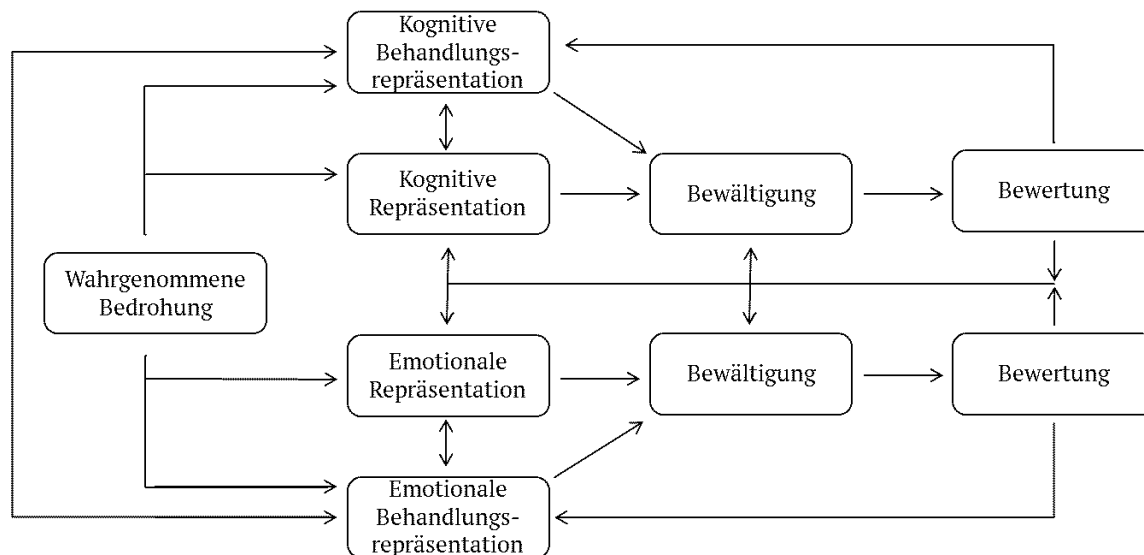 Kognitive
Behandlungs-
repräsentation
Kognitive
Repräsentation
Bewältigung
Bewertung
Wahrgenommene
Bedrohung
Emotionale
Repräsentation
Bewältigung
Bewertung
Emotionale
Behandlungs-
repräsentation